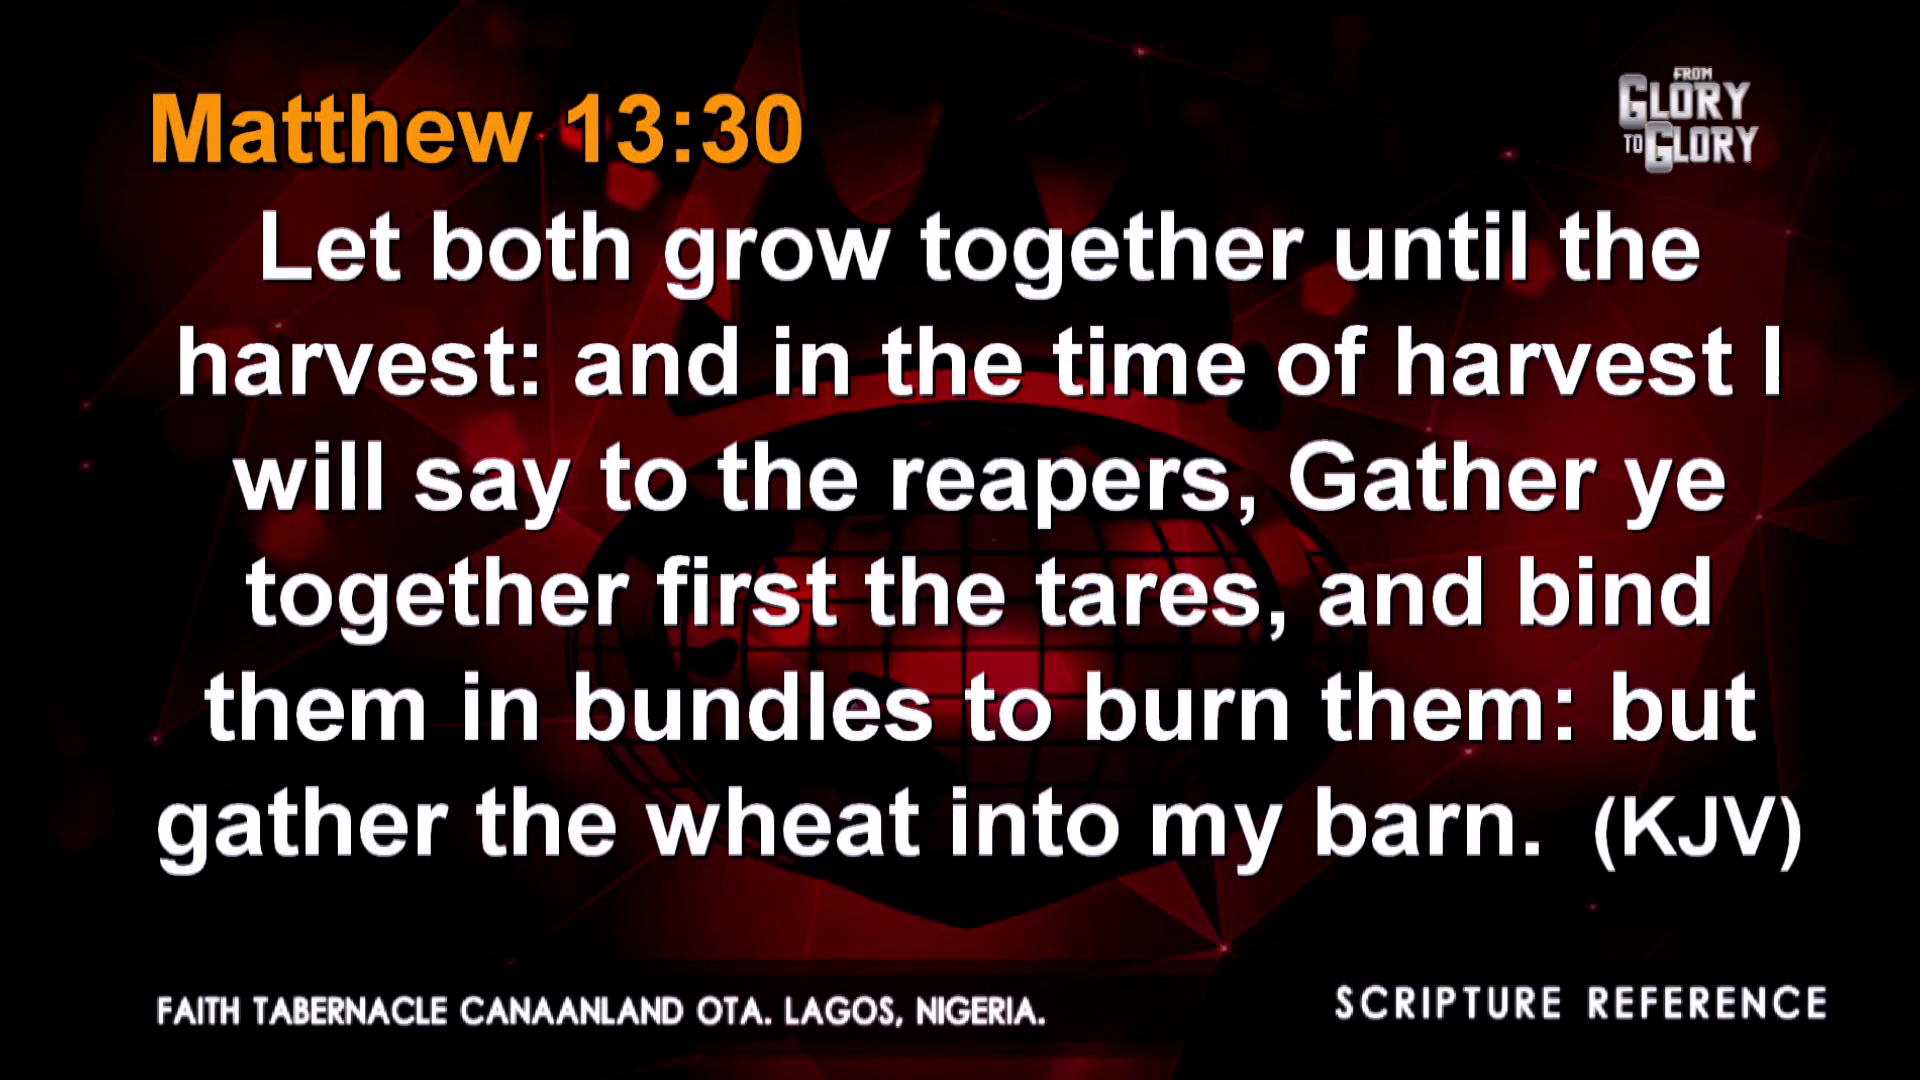 Matthew 13:30
FROM
GLORY
TO GLORY
Let both grow together until the
harvest: and in the time of harvest I
will say to the reapers, Gather ye
together first the tares, and bind
them in bundles to burn them: but
gather the wheat into my barn. (KJV)
FAITH TABERNACLE CANAANLAND OTA. LAGOS, NIGERIA.
SCRIPTURE REFERENCE